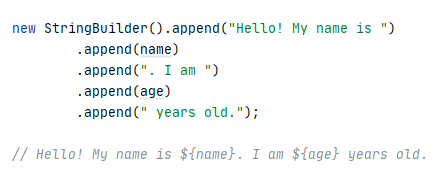 new StringBuilder().append("Hello! My name is ")
        .append(name)
        .append(". I am ")
        .append(age)
        .append(" years old.");
// Hello! My name is ${name}. I am ${age} years old.